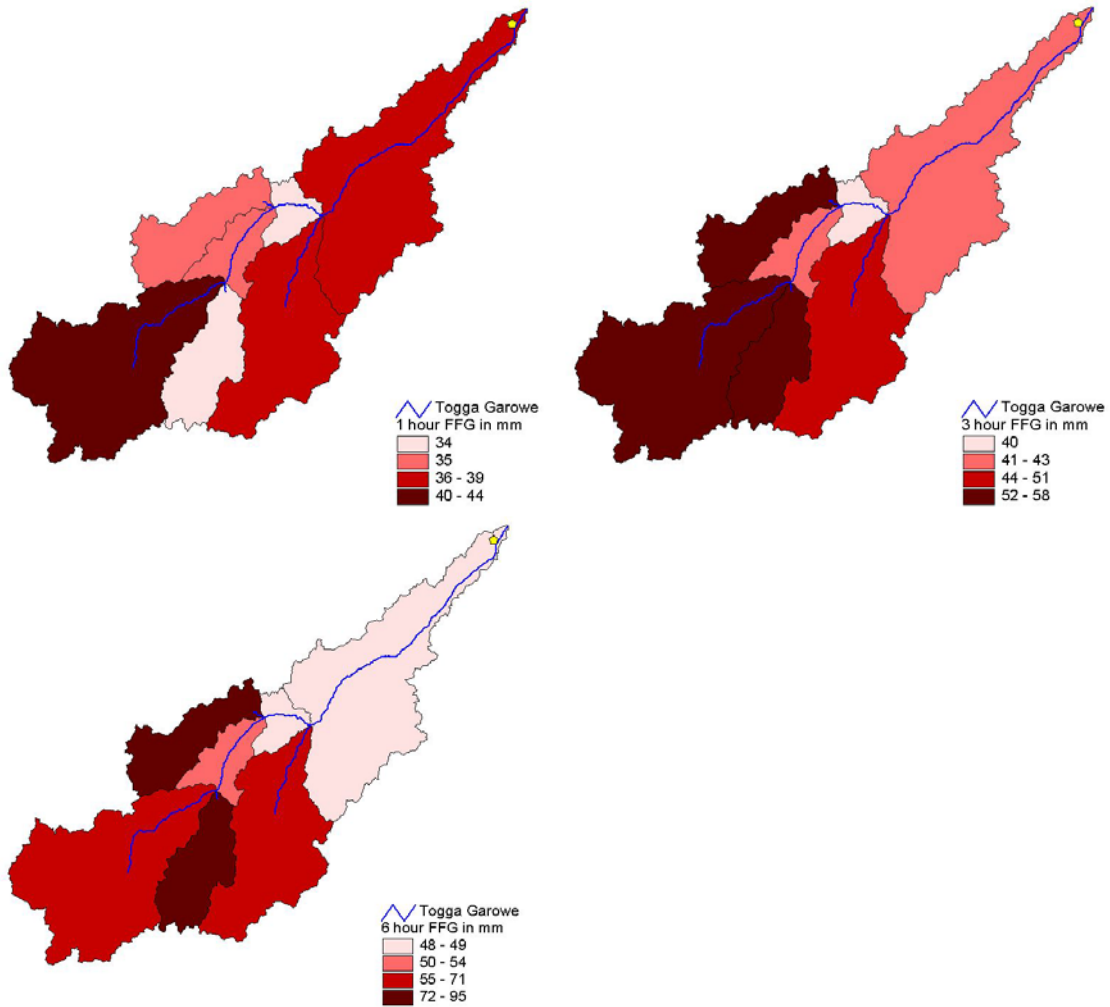 Togga Garowe
1 hour FFG in mm
34
35
36 - 39
40 - 44
Togga Garowe
3 hour FFG in mm
40
41 - 43
44 - 51
52 - 58
Togga Garowe
6 hour FFG in mm
48 - 49
50 - 54
55 - 71
72 - 95